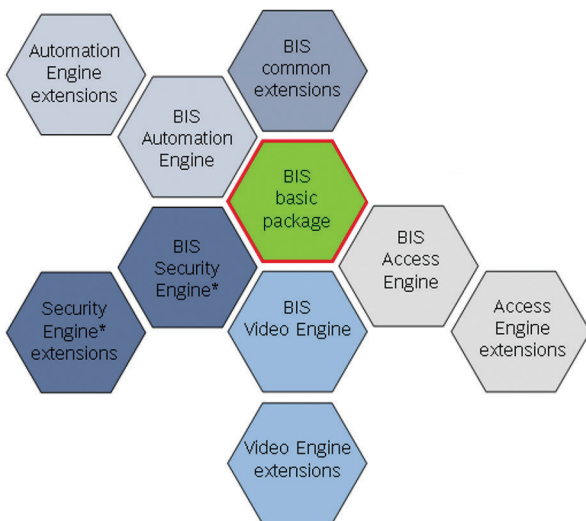 Automation
Engine
extensions
BIS
common
extensions
BIS
Automation
Engine
BIS
basic
package
BIS
Security
Engine*
BIS
Access
Engine
Security
Engine*
extensions
BIS
Video Engine
Access
Engine
extensions
Video Engine
extensions